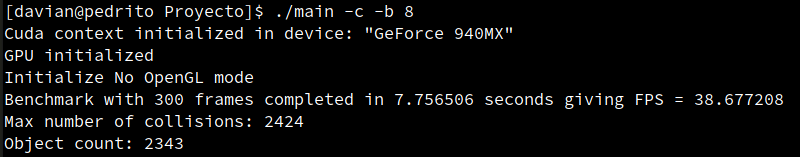 [davian@pedrito Proyecto]$ ./main -c -b 8
Cuda context initialized in device: "GeForce 940MX"
GPU initialized
Initialize No OpenGL mode
Benchmark with 300 frames completed in 7.756506 seconds giving FPS = 38.677208
Max number of collisions: 2424
Object count: 2343